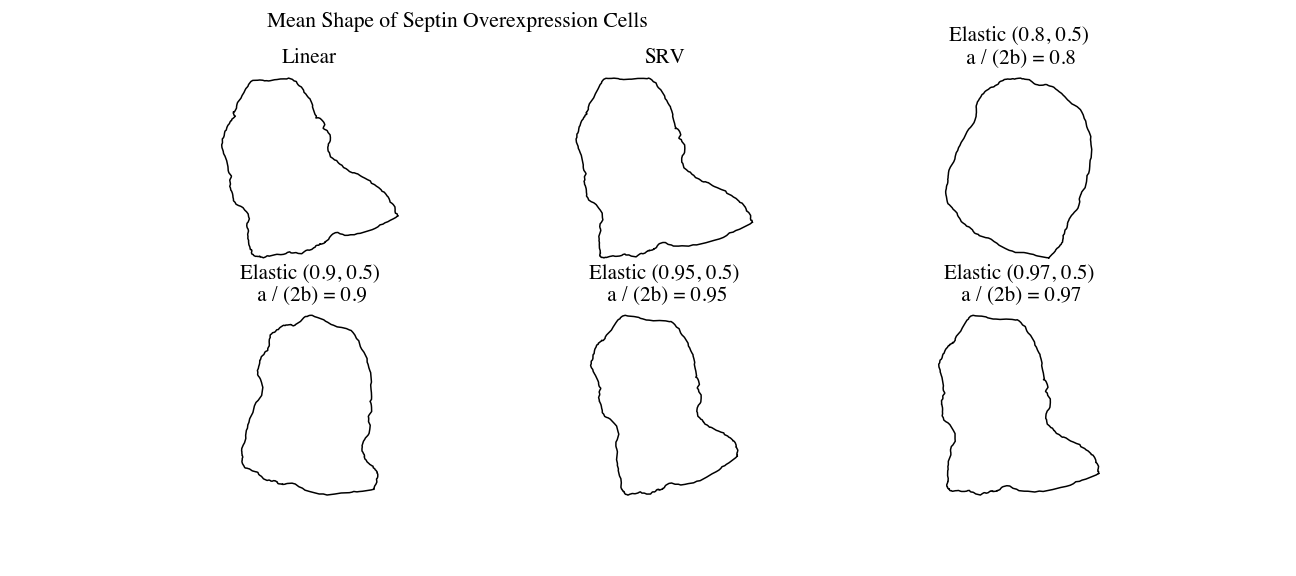 Mean Shape of Septin Overexpression Cells
Linear
SRV
Elastic (0.8, 0.5)
a / (2b) = 0.8
Elastic (0.9, 0.5)
a / (2b) = 0.9
Elastic (0.95, 0.5)
a / (2b) = 0.95
Elastic (0.97, 0.5)
a / (2b) = 0.97